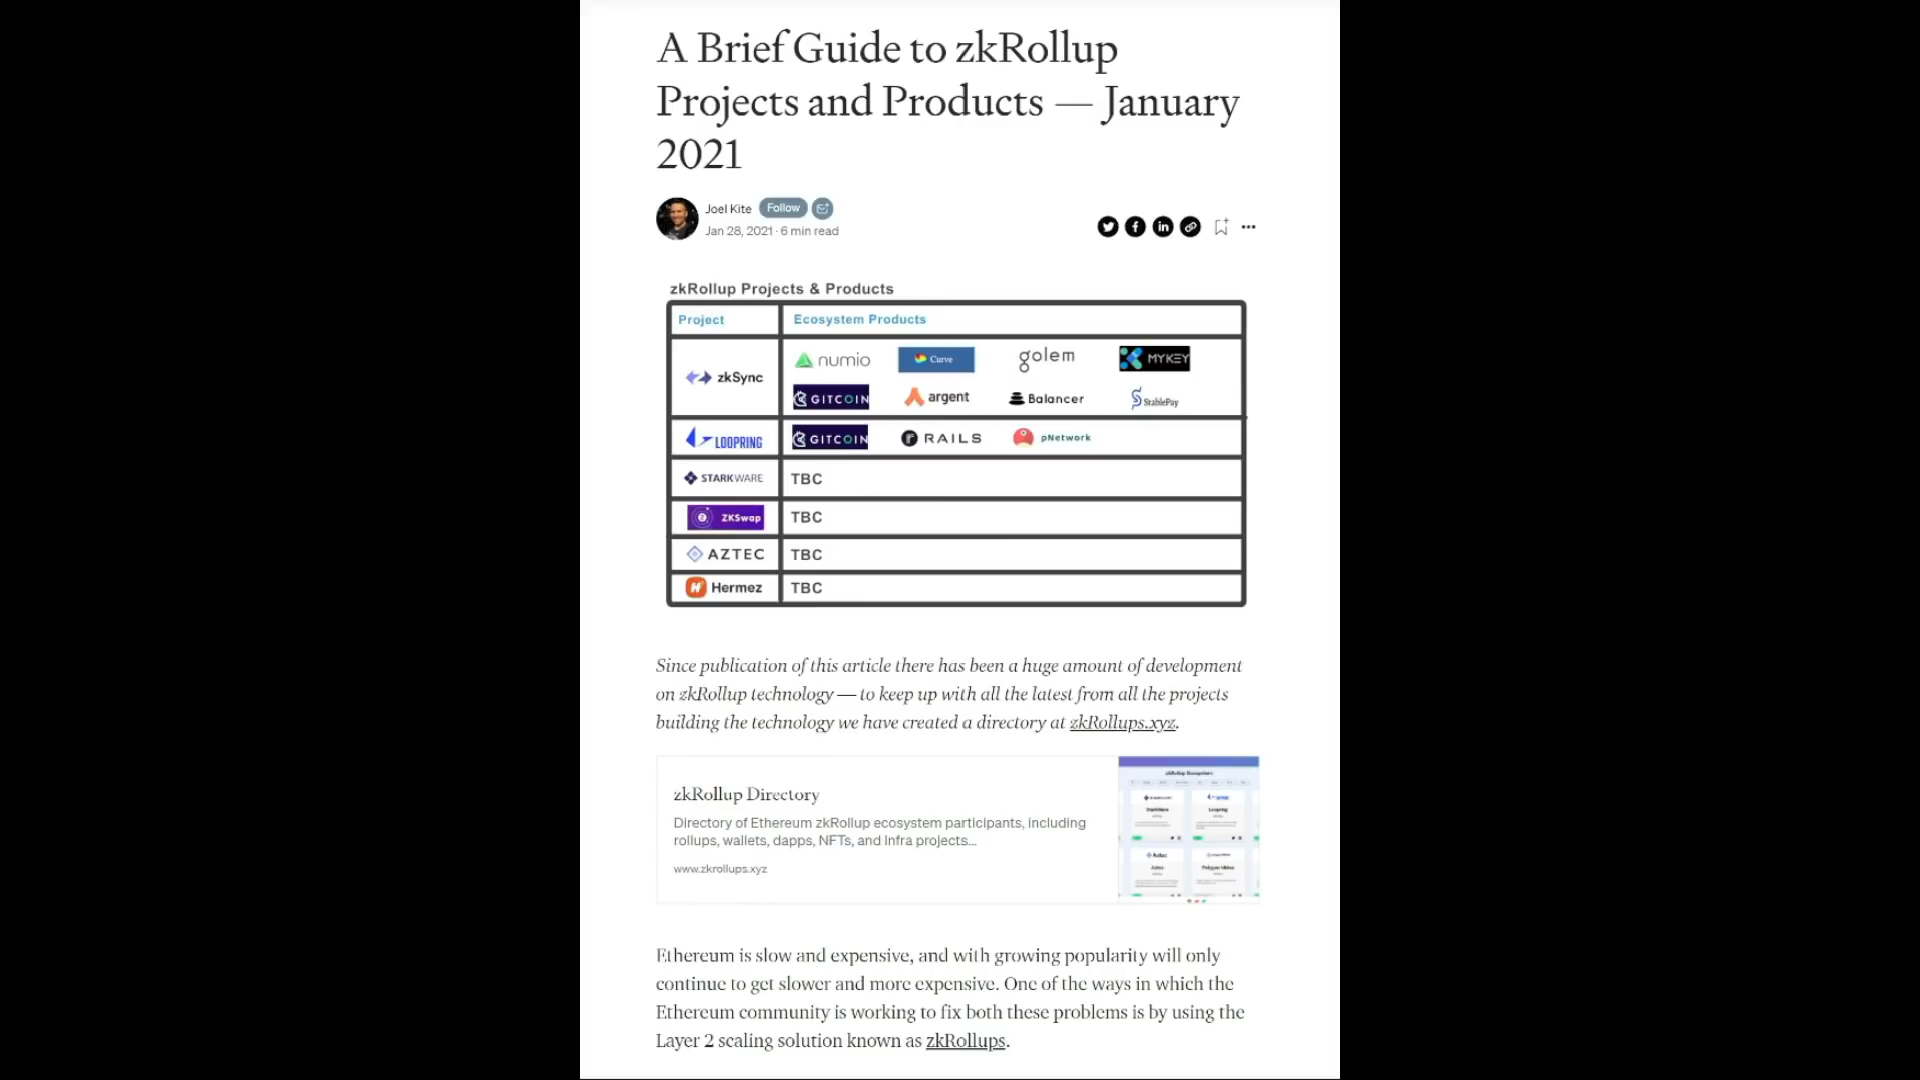 A Brief Guide to zkRollup
Projects and Products — January
2021
Joel Kite Follow
Jan 28, 2021 · 6 min read
zkRollup Projects & Products
Project Ecosystem Products
zkSync
numio Curve golem MYKEY
GITCOIN argent Balancer StablePay
LOOPRING GITCOIN RAILS pNetwork
STARKWARE TBC
ZKSwap TBC
AZTEC TBC
Hermez TBC
Since publication of this article there has been a huge amount of development
on zkRollup technology — to keep up with all the latest from all the projects
building the technology we have created a directory at zkRollups.xyz.
zkRollup Directory
Directory of Ethereum zkRollup ecosystem participants, including
rollups, wallets, dapps, NFTs, and Infra projects...
www.zkrollups.xyz
zkRollup Ecosystem
StarkWare Loopring
Aztec
Ethereum is slow and expensive, and with growing popularity will only
continue to get slower and more expensive. One of the ways in which the
Ethereum community is working to fix both these problems is by using the
Layer 2 scaling solution known as zkRollups.